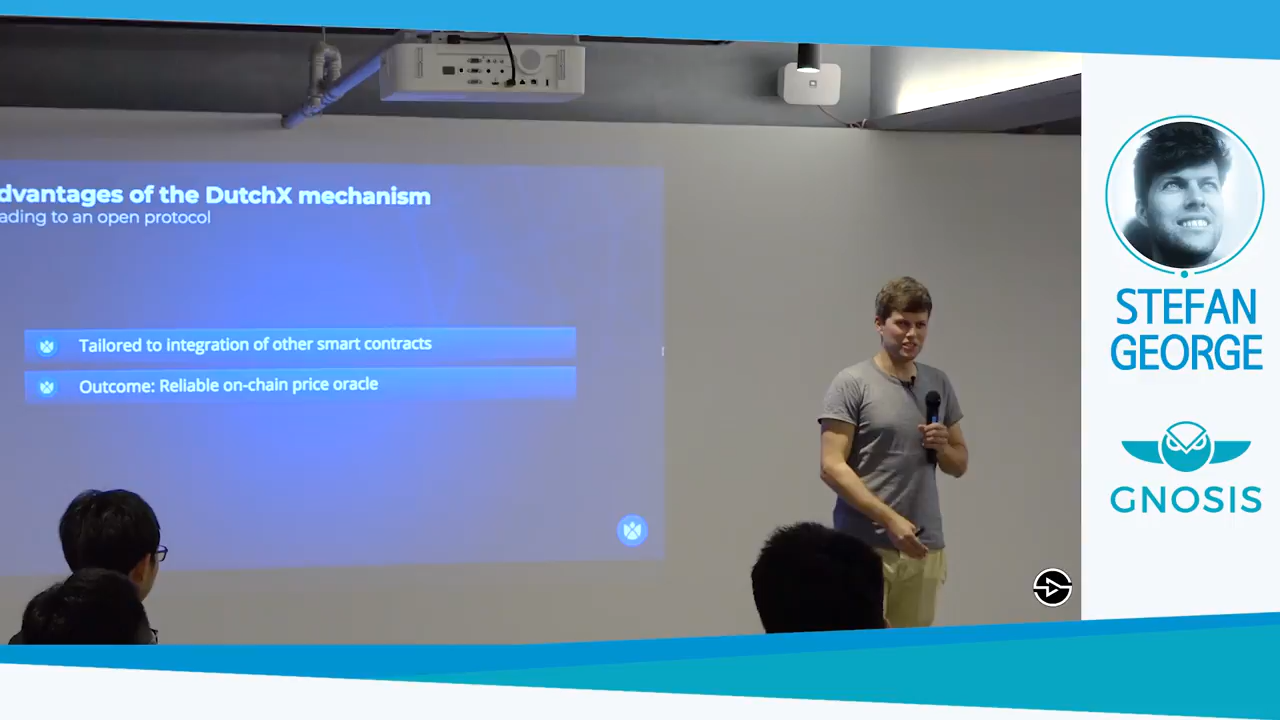 dvantages of the DutchX mechanism
ading to an open protocol
Tailored to integration of other smart contracts
Outcome: Reliable on-chain price oracle
STEFAN
GEORGE
GNOSIS